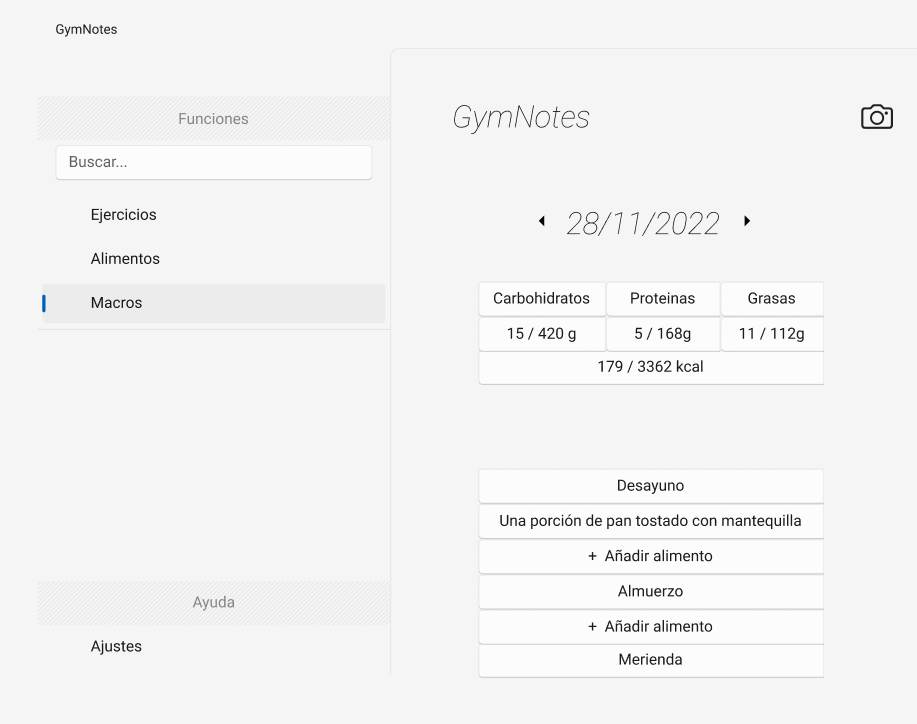 GymNotes
Funciones
Buscar...
Ejercicios
Alimentos
Macros
Ayuda
Ajustes
GymNotes
28/11/2022
Carbohidratos Proteinas Grasas
15 / 420 g 5 / 168g 11 / 112g
179 / 3362 kcal
Desayuno
Una porción de pan tostado con mantequilla
+ Añadir alimento
Almuerzo
+ Añadir alimento
Merienda